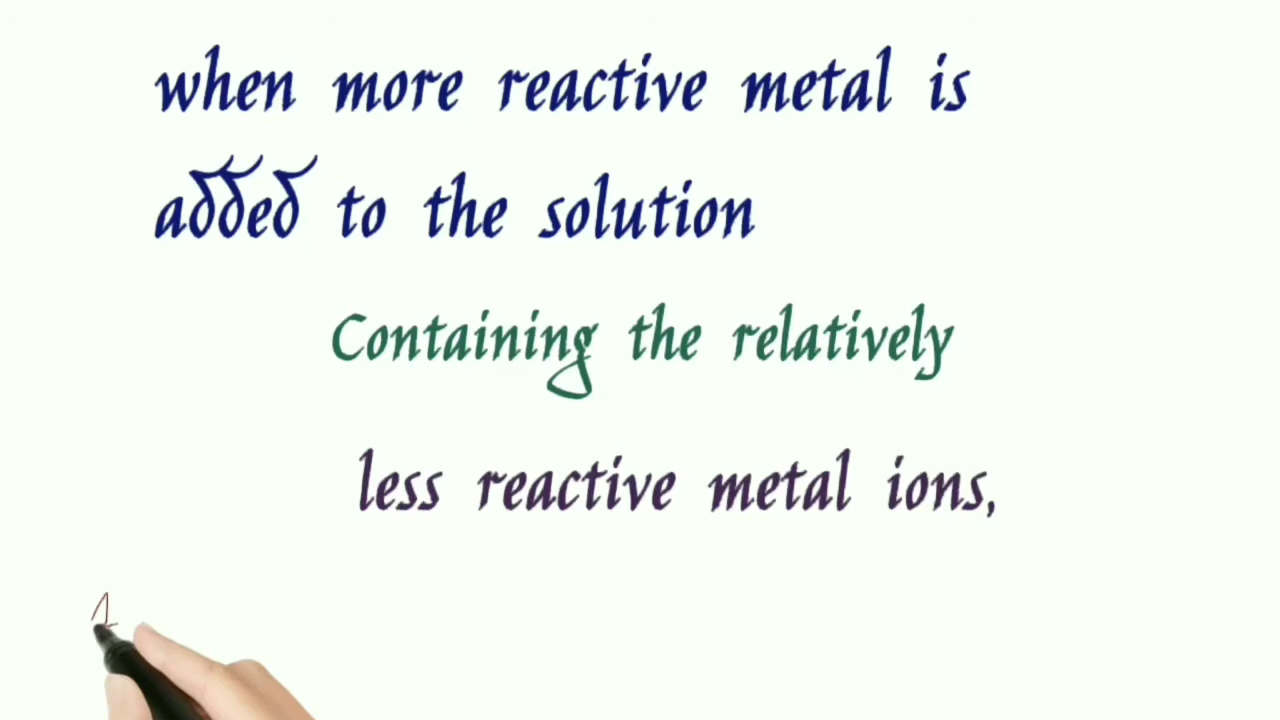 when more reactive metal is
added to the solution
Containing the relatively
less reactive metal ions,